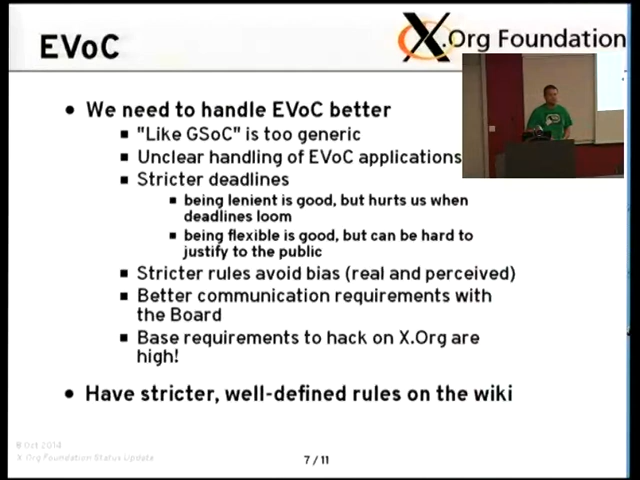 EVoC
X.Org Foundation
We need to handle EVoC better
"Like GSoC" is too generic
Unclear handling of EVoC applications
Stricter deadlines
being lenient is good, but hurts us when
deadlines loom
being flexible is good, but can be hard to
justify to the public
Stricter rules avoid bias (real and perceived)
Better communication requirements with
the Board
Base requirements to hack on X.Org are
high!
Have stricter, well-defined rules on the wiki
8 Oct 2014
X.Org Foundation Status Update
7 / 11